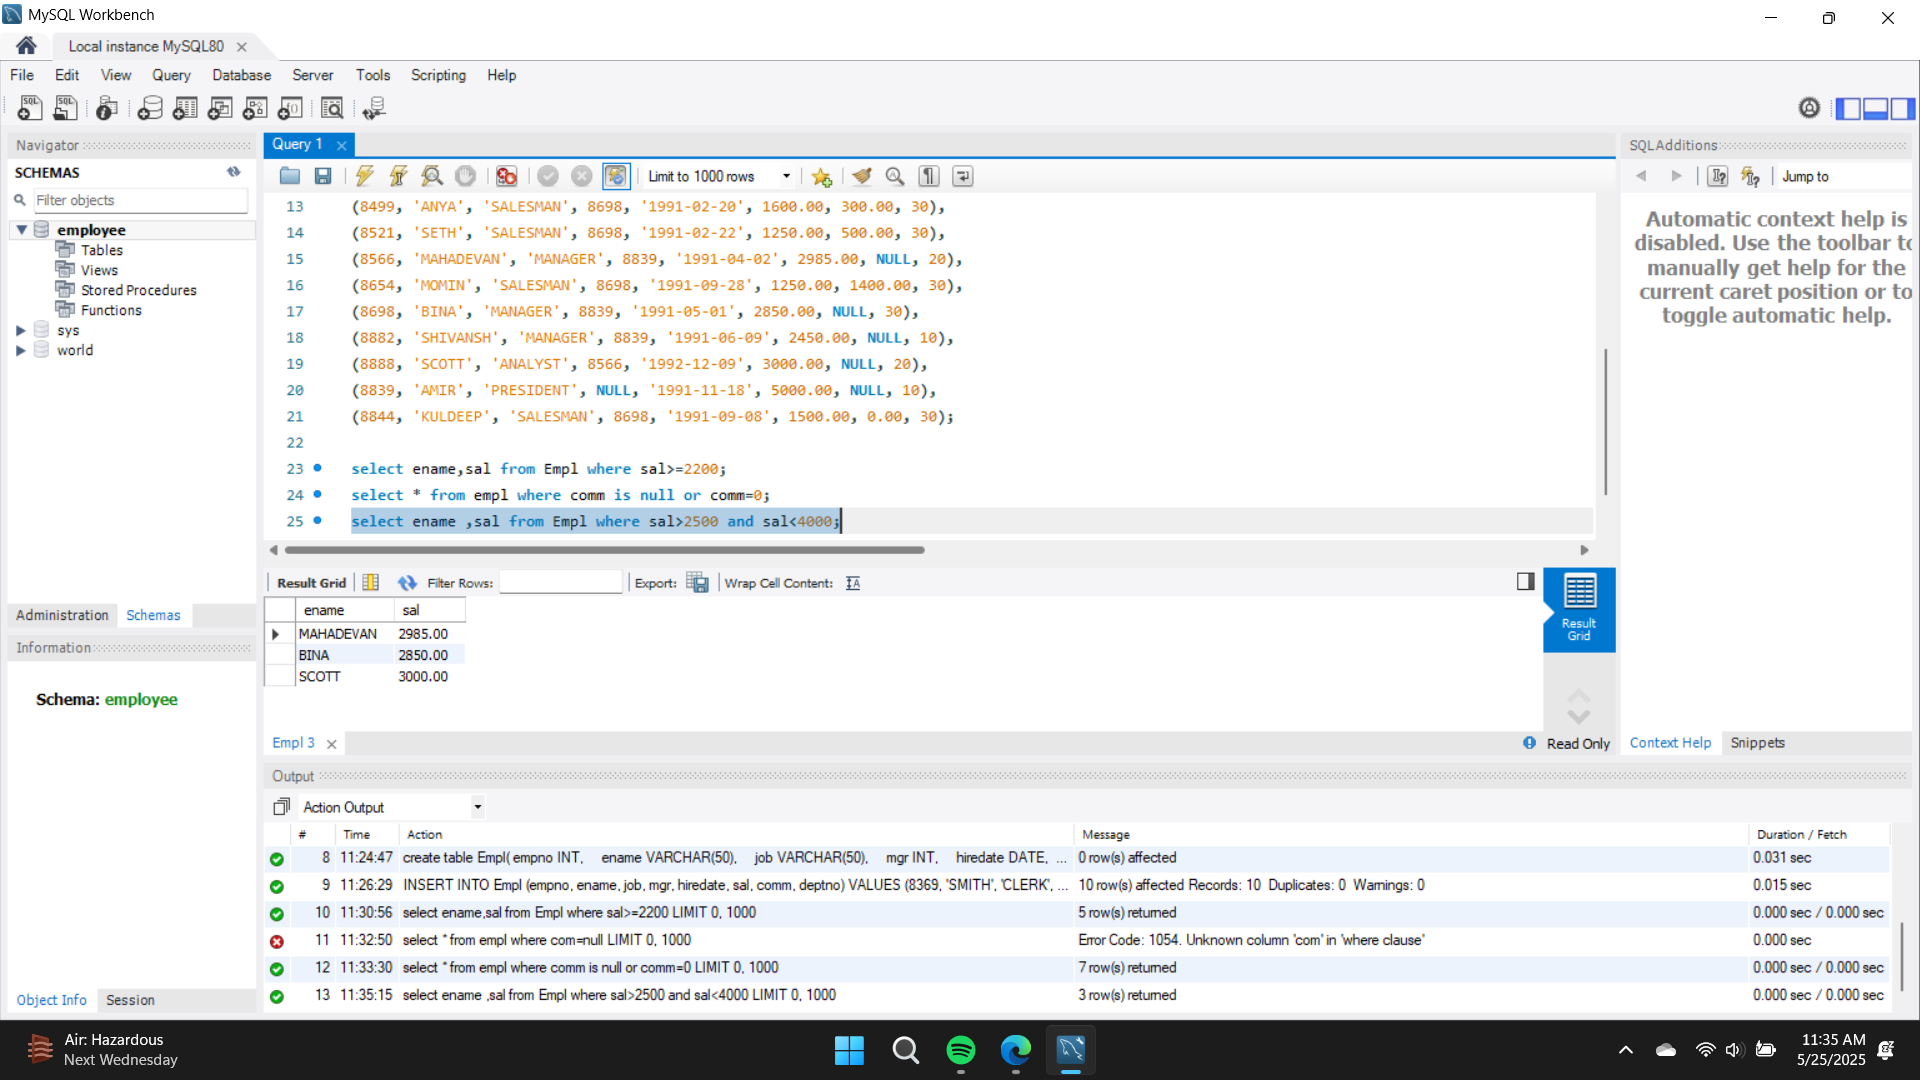 MySQL Workbench
Local instance MySQL80
File Edit View Query Database Server Tools Scripting Help
Navigator
SCHEMAS
Filter objects
employee
Tables
Views
Stored Procedures
Functions
sys
world
Administration Schemas
Information
Schema: employee
Object Info Session
Query 1
Limit to 1000 rows
13 (8499, 'ANYA', 'SALESMAN', 8698, '1991-02-20', 1600.00, 300.00, 30),
14 (8521, 'SETH', 'SALESMAN', 8698, '1991-02-22', 1250.00, 500.00, 30),
15 (8566, 'MAHADEVAN', 'MANAGER', 8839, '1991-04-02', 2985.00, NULL, 20),
16 (8654, 'MOMIN', 'SALESMAN', 8698, '1991-09-28', 1250.00, 1400.00, 30),
17 (8698, 'BINA', 'MANAGER', 8839, '1991-05-01', 2850.00, NULL, 30),
18 (8882, 'SHIVANSH', 'MANAGER', 8839, '1991-06-09', 2450.00, NULL, 10),
19 (8888, 'SCOTT', 'ANALYST', 8566, '1992-12-09', 3000.00, NULL, 20),
20 (8839, 'AMIR', 'PRESIDENT', NULL, '1991-11-18', 5000.00, NULL, 10),
21 (8844, 'KULDEEP', 'SALESMAN', 8698, '1991-09-08', 1500.00, 0.00, 30);
22
23 select ename,sal from Empl where sal>=2200;
24 select * from empl where comm is null or comm=0;
25 select ename ,sal from Empl where sal>2500 and sal<4000;
Result Grid Filter Rows: Export: Wrap Cell Content:
ename sal
MAHADEVAN 2985.00
BINA 2850.00
SCOTT 3000.00
Result
Grid
Empl 3
Read Only
SQLAdditions
Jump to
Automatic context help is
disabled. Use the toolbar to
manually get help for the
current caret position or to
toggle automatic help.
Context Help Snippets
Output
Action Output
# Time Action Message Duration / Fetch
8 11:24:47 create table Empl( empno INT, ename VARCHAR(50), job VARCHAR(50), mgr INT, hiredate DATE, ... 0 row(s) affected 0.031 sec
9 11:26:29 INSERT INTO Empl (empno, ename, job, mgr, hiredate, sal, comm, deptno) VALUES (8369, 'SMITH', 'CLERK', ... 10 row(s) affected Records: 10 Duplicates: 0 Warnings: 0 0.015 sec
10 11:30:56 select ename,sal from Empl where sal>=2200 LIMIT 0, 1000 5 row(s) returned 0.000 sec / 0.000 sec
11 11:32:50 select * from empl where com=null LIMIT 0, 1000 Error Code: 1054. Unknown column 'com' in 'where clause' 0.000 sec
12 11:33:30 select * from empl where comm is null or comm=0 LIMIT 0, 1000 7 row(s) returned 0.000 sec / 0.000 sec
13 11:35:15 select ename ,sal from Empl where sal>2500 and sal<4000 LIMIT 0, 1000 3 row(s) returned 0.000 sec / 0.000 sec
Air: Hazardous
Next Wednesday
11:35 AM
5/25/2025